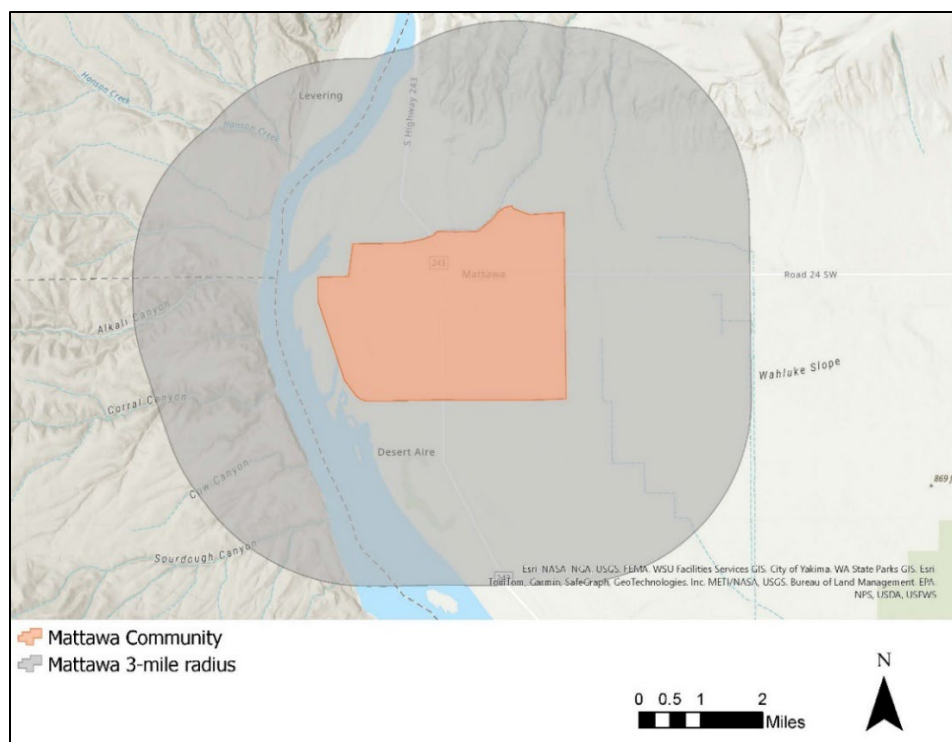 Levering
Honson Creek
Hanson Creek
S Highway 243
243
Mattawa
Road 24 SW
Alkali Canyon
Wahluke Slope
Corral Canyon
Desert Aire
Cow Canyon
869 f
Sourdough Canyon
243
Esri, NASA, NGA, USGS, FEMA, WSU Facilities Services GIS, City of Yakima, WA State Parks GIS, Esri,
TomTom, Garmin, SafeGraph, GeoTechnologies, Inc, METI/NASA, USGS, Bureau of Land Management, EPA,
NPS, USDA, USFWS
Mattawa Community
Mattawa 3-mile radius
N
0 0.5 1 2
Miles